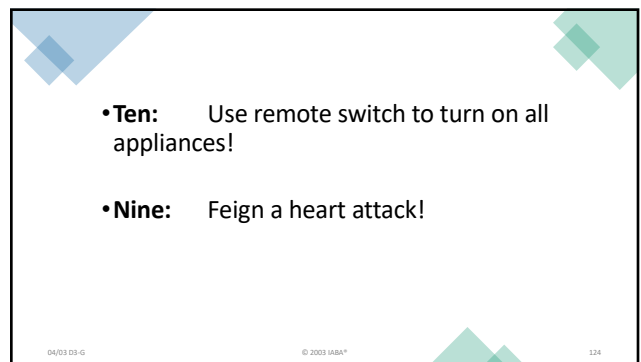 •Ten: Use remote switch to turn on all
appliances!
•Nine: Feign a heart attack!
04/03 D3-G © 2003 IABA® 124